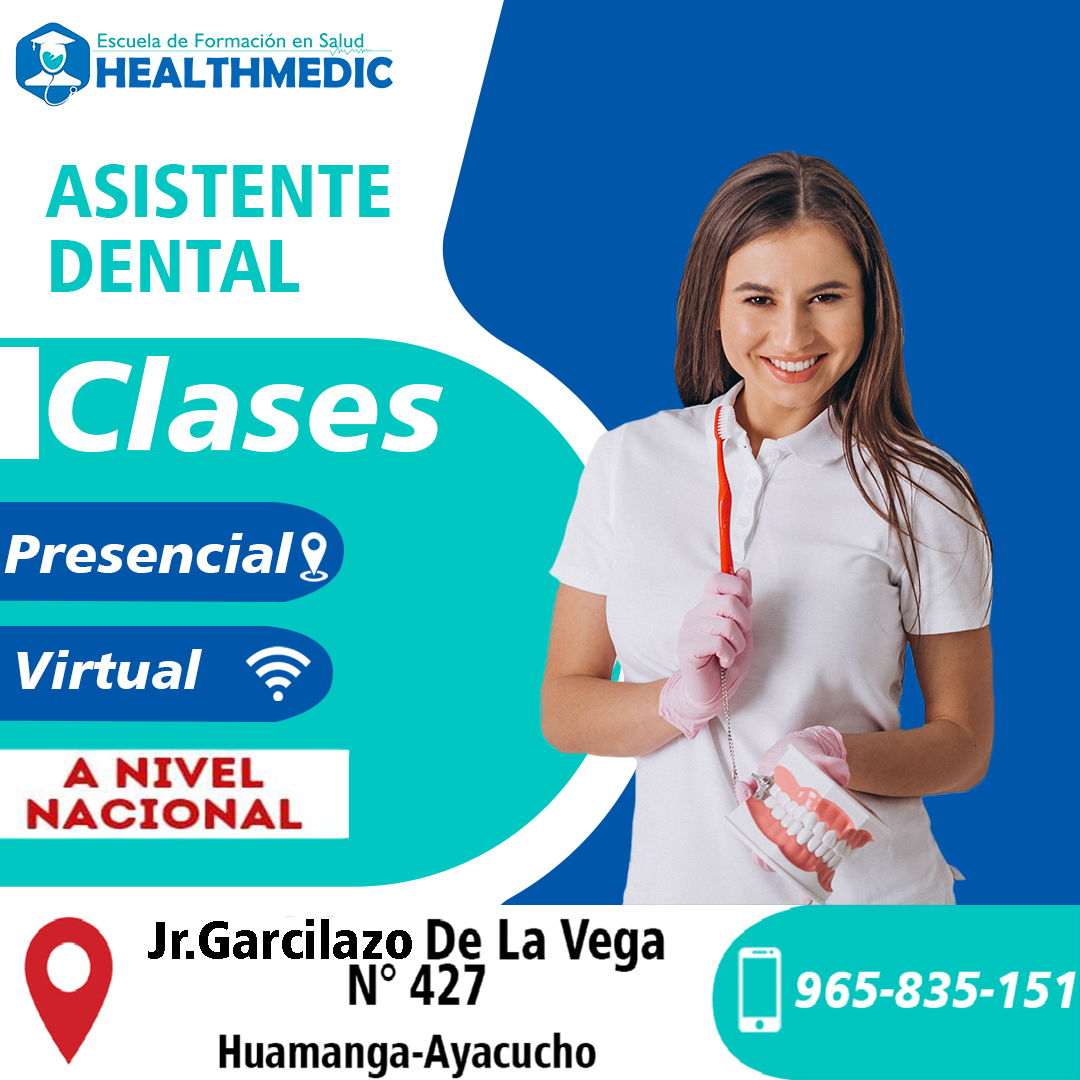 Escuela de Formación en Salud
HEALTHMEDIC
ASISTENTE
DENTAL
Clases
Presencial
Virtual
A NIVEL
NACIONAL
Jr.Garcilazo De La Vega
N° 427
Huamanga-Ayacucho
965-835-151